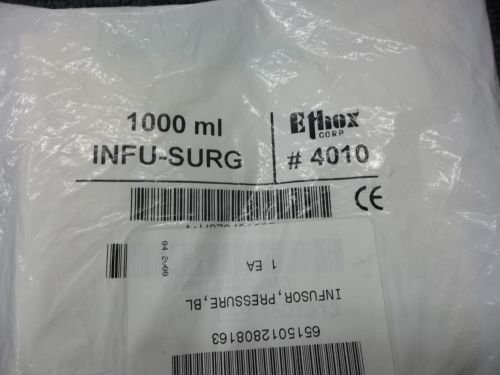 1000 ml
INFU-SURG
Ethox
CORP
# 4010
CE
1 EA
INFUSOR,PRESSURE,BL
6515012808163